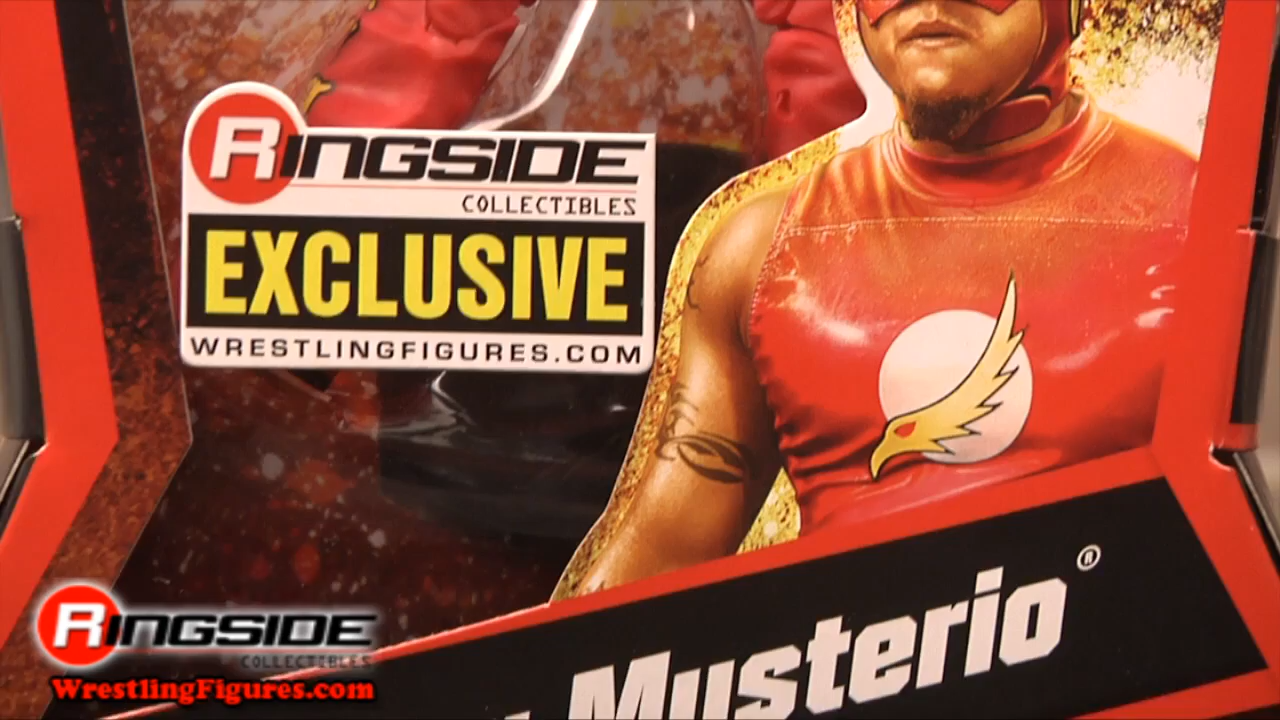 RINGSIDE
COLLECTIBLES
EXCLUSIVE
WRESTLINGFIGURES.COM
Mysterio®
RINGSIDE
COLLECTIBLES
WrestlingFigures.com